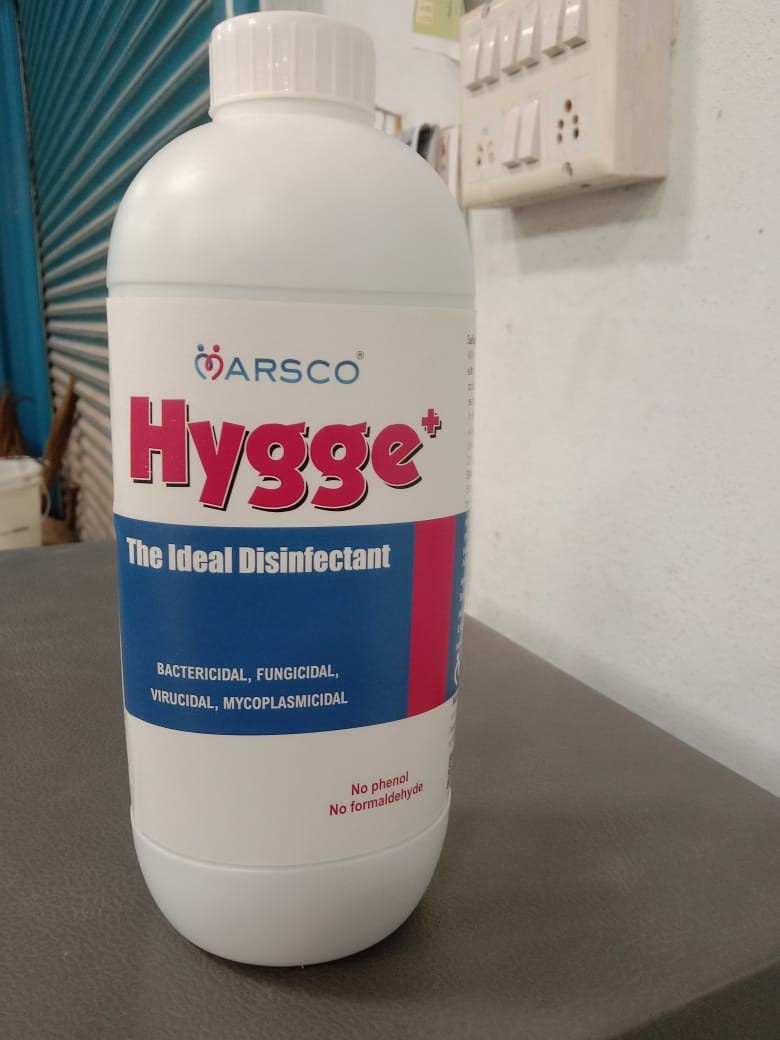 MARSCO®
Hygge+
The Ideal Disinfectant
BACTERICIDAL, FUNGICIDAL,
VIRUCIDAL, MYCOPLASMICIDAL
No phenol
No formaldehyde